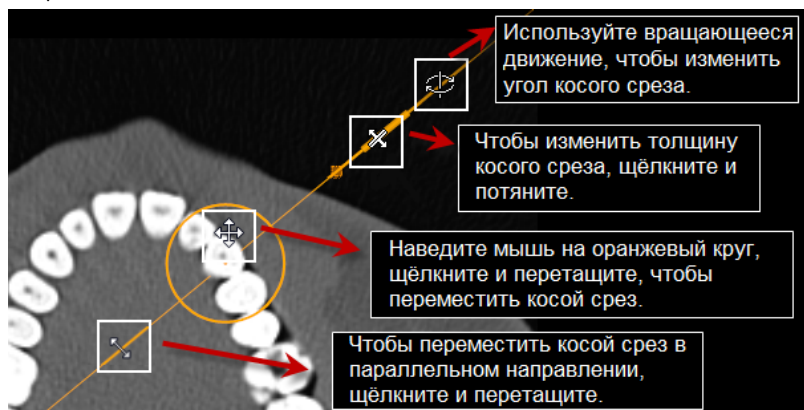 Используйте вращающееся
движение, чтобы изменить
угол косого среза.
Чтобы изменить толщину
косого среза, щёлкните и
потяните.
Наведите мышь на оранжевый круг,
щёлкните и перетащите, чтобы
переместить косой срез.
Чтобы переместить косой срез в
параллельном направлении,
щёлкните и перетащите.